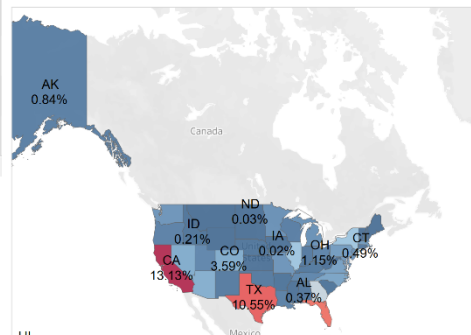 AK
0.84%
Canada
ND
0.03%
ID
0.21%
IA
0.02%
OH
1.15%
CT
0.49%
CO
3.59%
CA
13.13%
AL
0.37%
TX
10.55%
Mexico